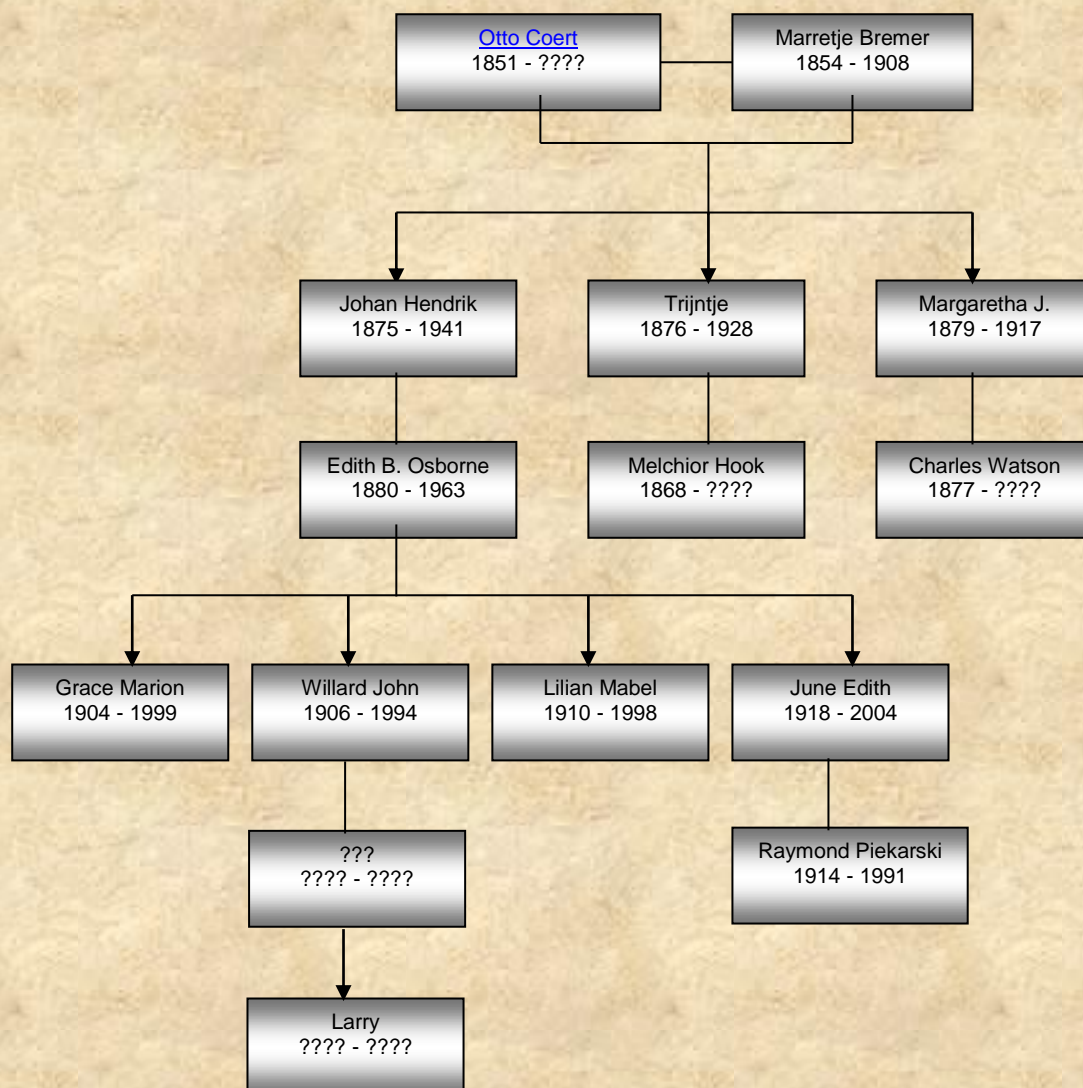 Otto Coert
1851 - ????
Marretje Bremer
1854 - 1908
Johan Hendrik
1875 - 1941
Trijntje
1876 - 1928
Margaretha J.
1879 - 1917
Edith B. Osborne
1880 - 1963
Melchior Hook
1868 - ????
Charles Watson
1877 - ????
Grace Marion
1904 - 1999
Willard John
1906 - 1994
Lilian Mabel
1910 - 1998
June Edith
1918 - 2004
???
???? - ????
Raymond Piekarski
1914 - 1991
Larry
???? - ????